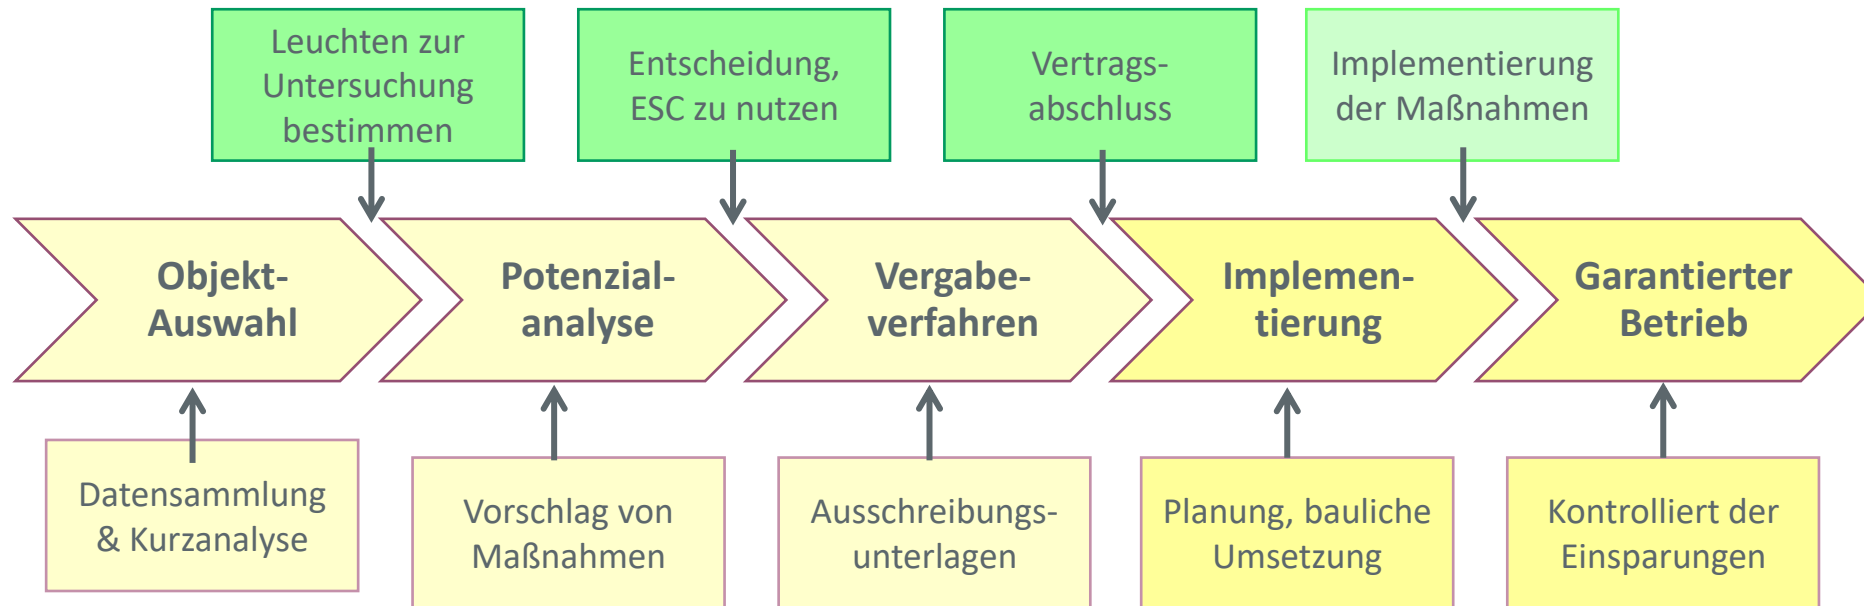 Leuchten zur
Untersuchung
bestimmen
Entscheidung,
ESC zu nutzen
Vertrags-
abschluss
Implementierung
der Maßnahmen
Objekt-
Auswahl
Potenzial-
analyse
Vergabe-
verfahren
Implemen-
tierung
Garantierter
Betrieb
Datensammlung
& Kurzanalyse
Vorschlag von
Maßnahmen
Ausschreibungs-
unterlagen
Planung, bauliche
Umsetzung
Kontrolliert der
Einsparungen